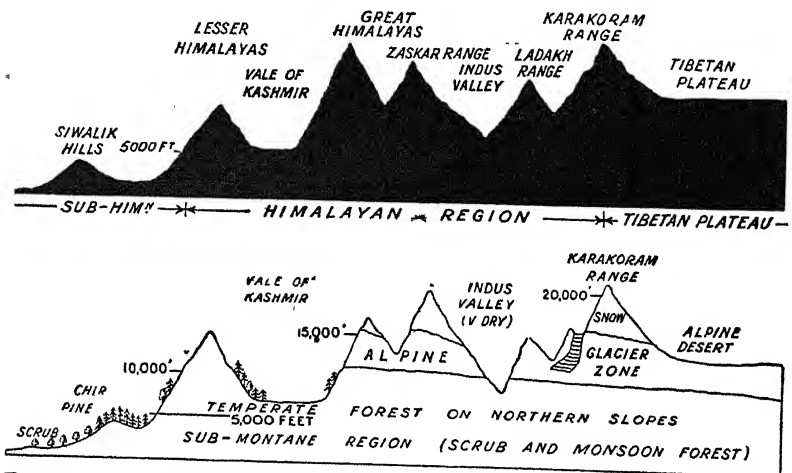 LESSER
HIMALAYAS
GREAT
HIMALAYAS
KARAKORAM
RANGE
VALE OF
KASHMIR
ZASKAR RANGE
INDUS
VALLEY
LADAKH
RANGE
TIBETAN
PLATEAU
SIWALIK
HILLS
5000 FT
SUB-HIMN
HIMALAYAN REGION
TIBETAN PLATEAU
VALE OF
KASHMIR
INDUS
VALLEY
(V DRY)
KARAKORAM
RANGE
20,000'
SNOW
15,000'
ALPINE
GLACIER
ZONE
ALPINE
DESERT
10,000'
CHIR
PINE
SCRUB
TEMPERATE FOREST ON NORTHERN SLOPES
5,000 FEET
SUB-MONTANE REGION (SCRUB AND MONSOON FOREST)